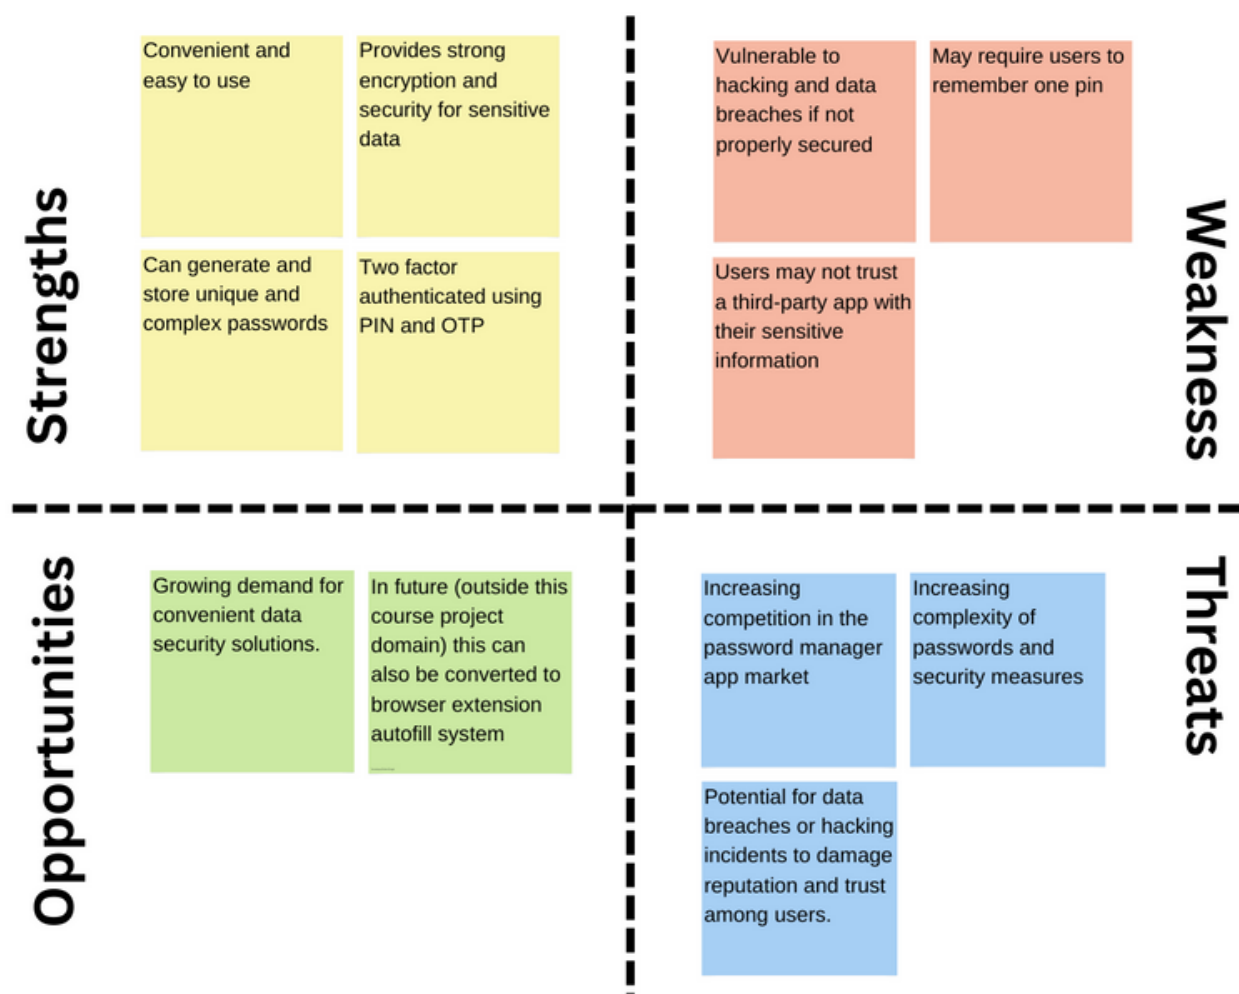 Strengths
Convenient and
easy to use
Provides strong
encryption and
security for sensitive
data
Can generate and
store unique and
complex passwords
Two factor
authenticated using
PIN and OTP
Weakness
Vulnerable to
hacking and data
breaches if not
properly secured
May require users to
remember one pin
Users may not trust
a third-party app with
their sensitive
information
Opportunities
Growing demand for
convenient data
security solutions.
In future (outside this
course project
domain) this can
also be converted to
browser extension
autofill system
Threats
Increasing
competition in the
password manager
app market
Increasing
complexity of
passwords and
security measures
Potential for data
breaches or hacking
incidents to damage
reputation and trust
among users.